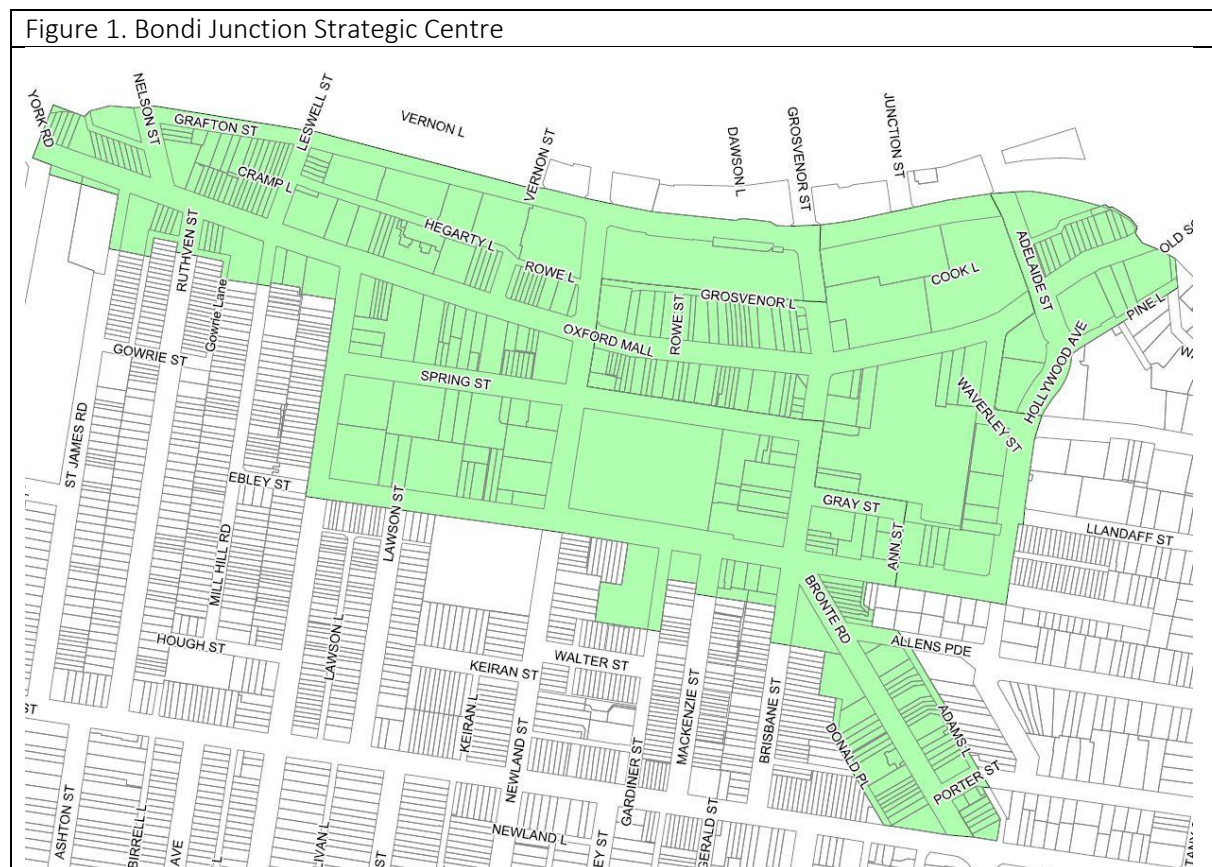 Figure 1. Bondi Junction Strategic Centre
YORK RD
NELSON ST
GRAFTON ST
LESWELL ST
VERNON L
VERNON ST
DAWSON L
GROSVENOR ST
JUNCTION ST
CRAMP L
RUTHVEN ST
HEGARTY L
ROWE L
GROSVENOR L
COOK L
ADELAIDE ST
PINE L
Gowrie Lane
GOWRIE ST
OXFORD MALL
ROWE ST
SPRING ST
HOLLYWOOD AVE
WAVERLEY ST
ST JAMES RD
EBLEY ST
MILL HILL RD
LAWSON ST
GRAY ST
ANN ST
LLANDAFF ST
BRONTE RD
ALLENS PDE
HOUGH ST
LAWSON L
KEIRAN ST
KEIRAN L
WALTER ST
MACKENZIE ST
BRISBANE ST
DONALD PL
ADAMS L
PORTER ST
ST
ASHTON ST
BIRRELL L
AVE
ST
NEWLAND ST
NEWLAND L
GARDINER ST